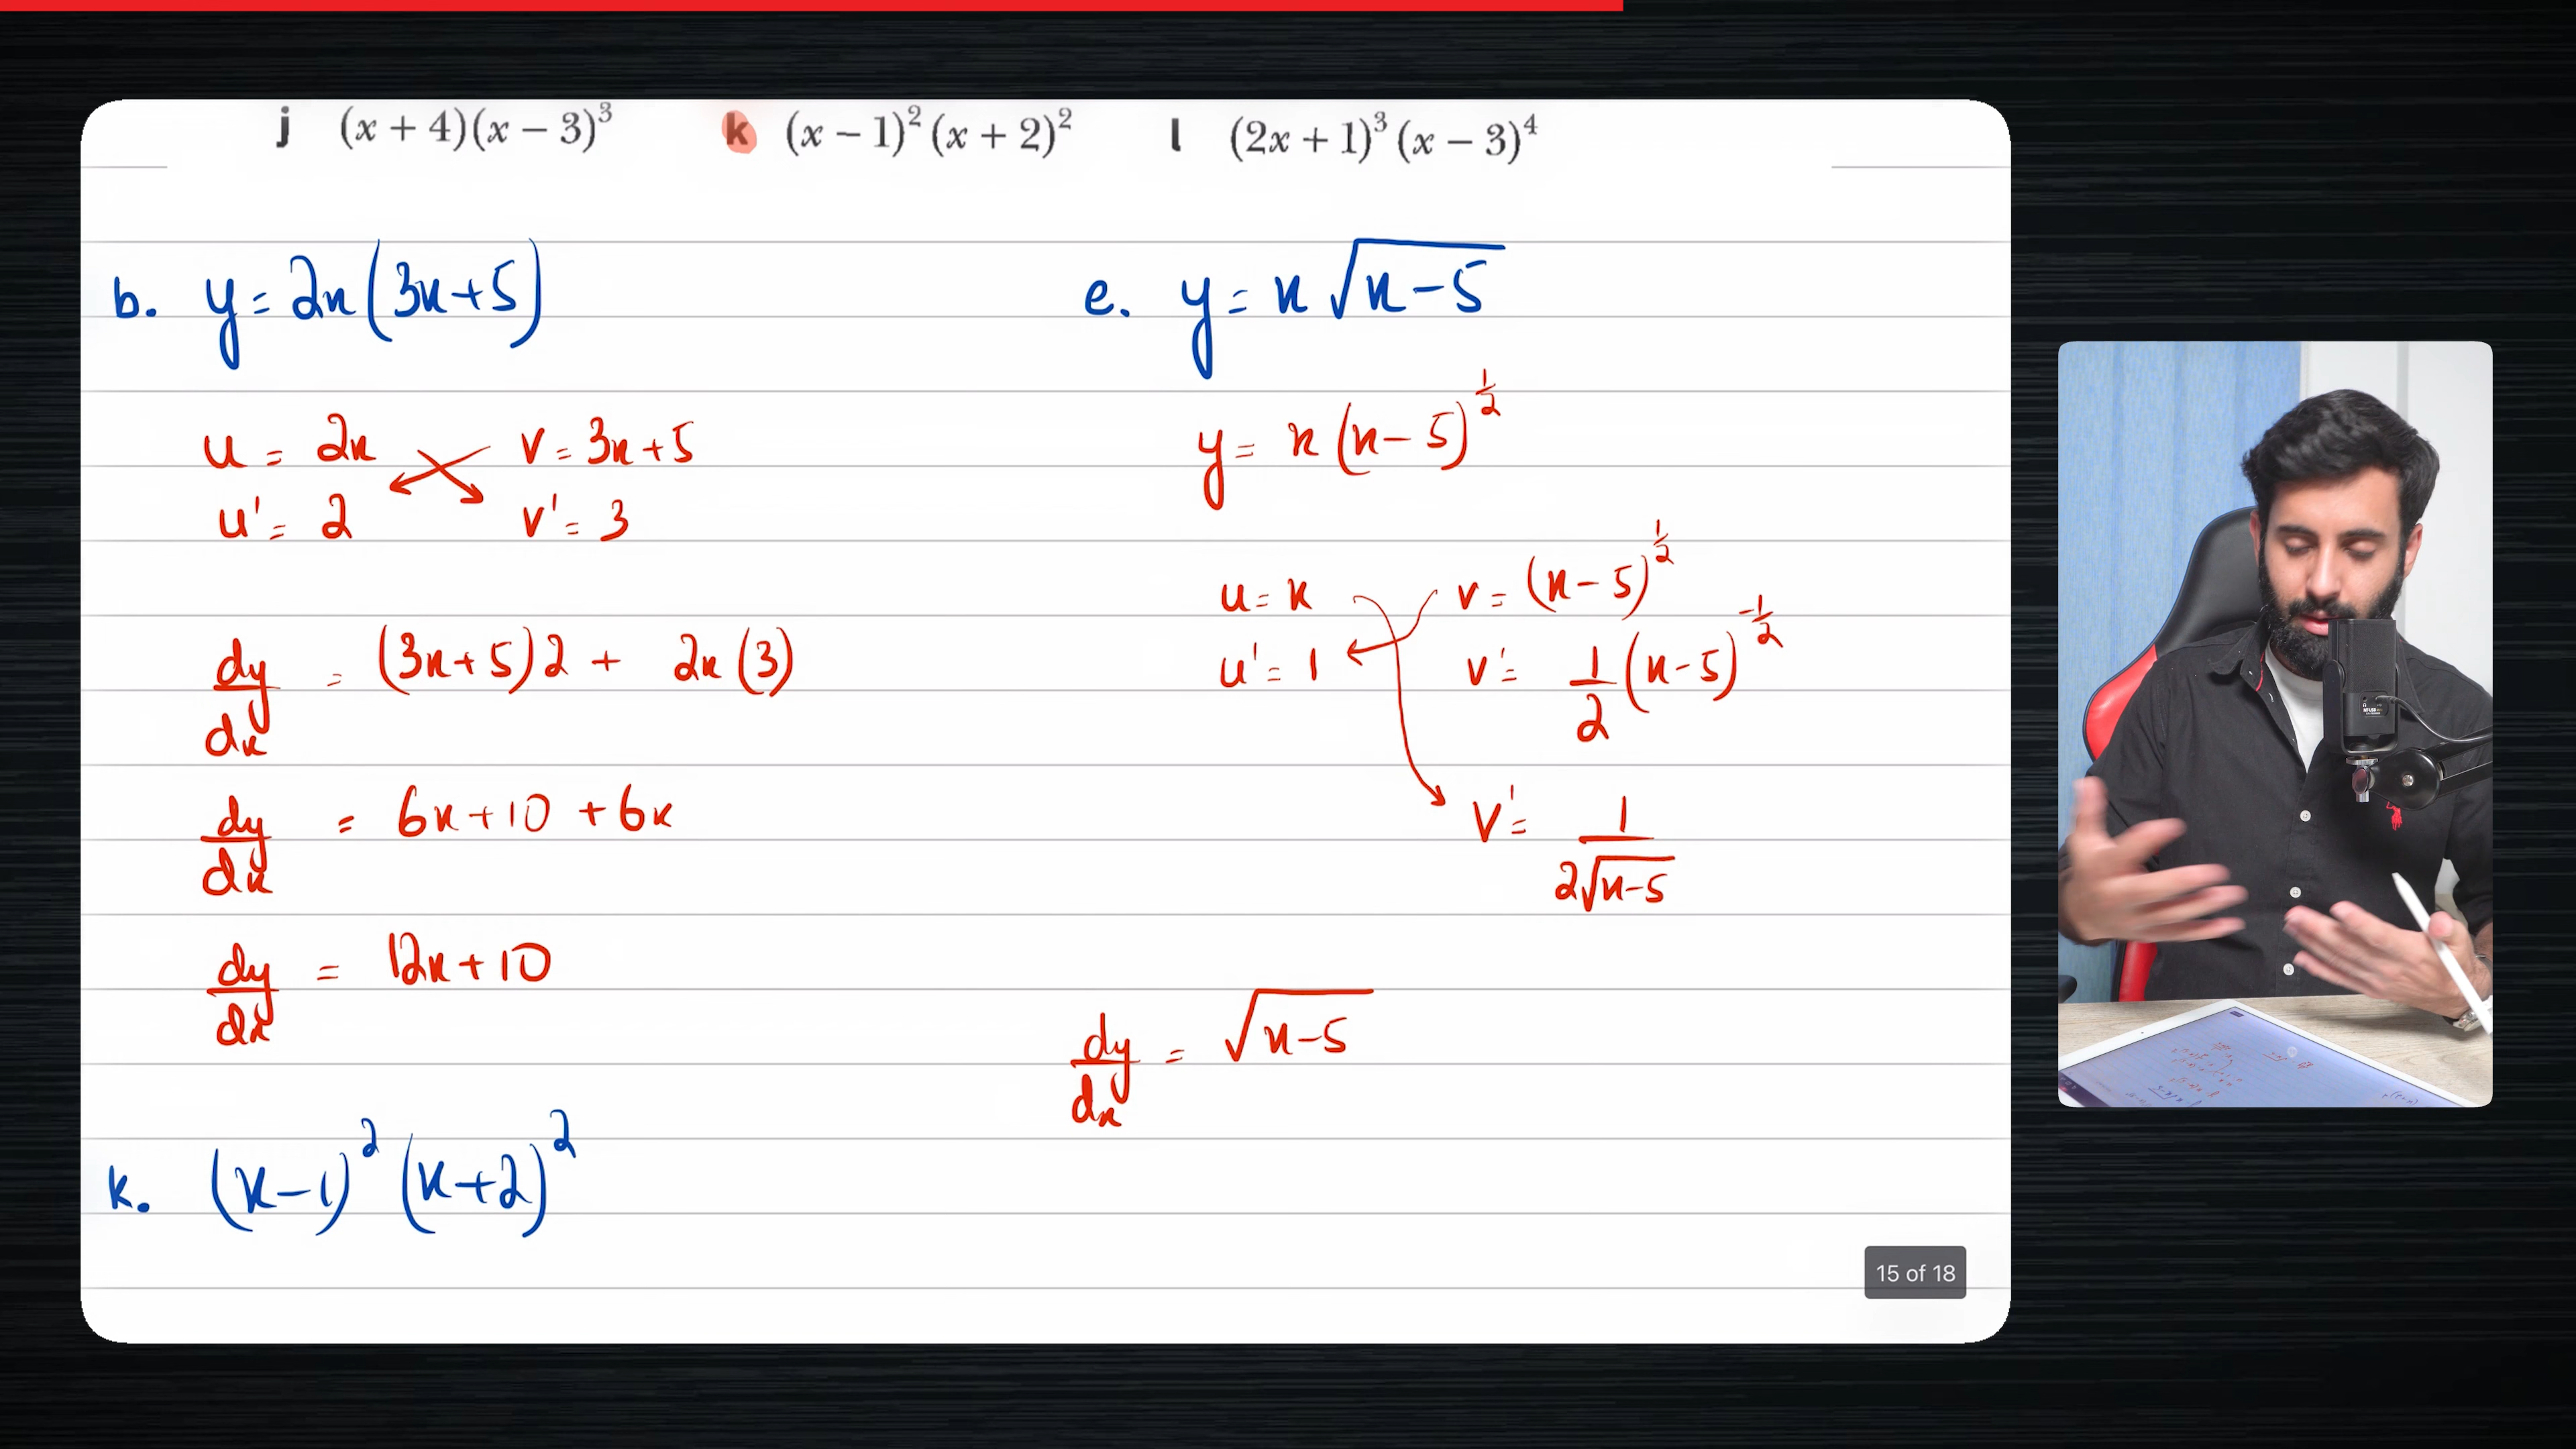 j (x + 4)(x − 3)³ k (x − 1)² (x + 2)² l (2x + 1)³ (x − 3)⁴
b. y = 2x(3x+5)
u = 2x v = 3x+5
u' = 2 v' = 3
dy/dx = (3x+5)2 + 2x(3)
dy/dx = 6x+10 +6x
dy/dx = 12x+10
k. (x−1)² (x+2)²
e. y = x √(x−5)
y = x(x−5)^(1/2)
u = x v = (x−5)^(1/2)
u' = 1 v' = 1/2 (x−5)^(-1/2)
v' = 1/(2√(x−5))
dy/dx = √(x−5)
15 of 18